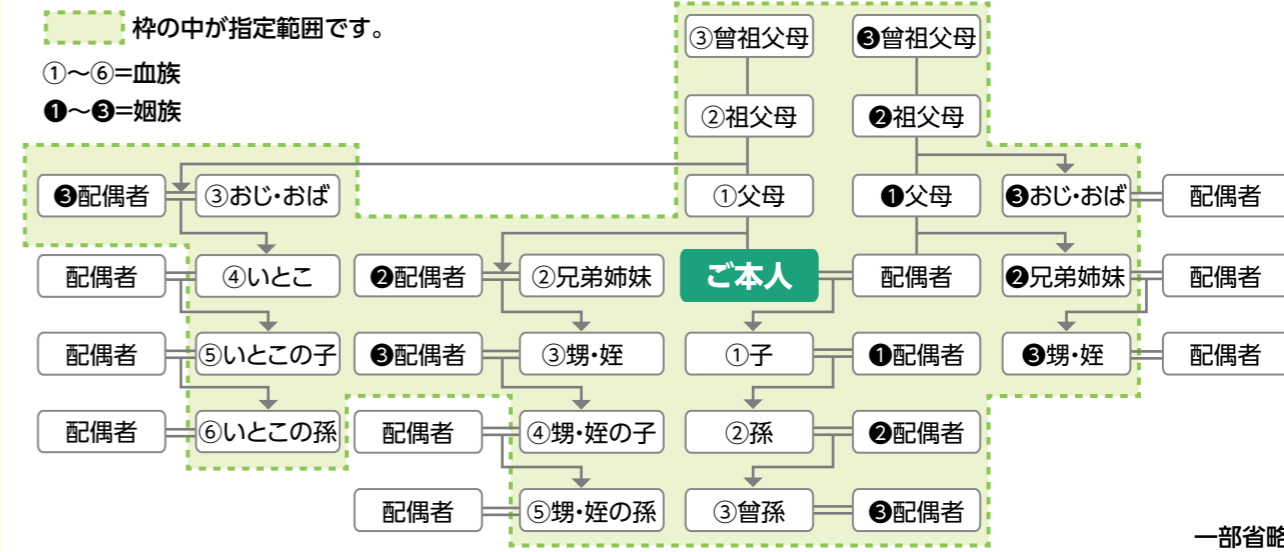 枠の中が指定範囲です。
①～⑥=血族
❶～❸=姻族
③曾祖父母
❸曾祖父母
②祖父母
❷祖父母
❸配偶者
③おじ・おば
①父母
❶父母
❸おじ・おば
配偶者
配偶者
④いとこ
❷配偶者
②兄弟姉妹
ご本人
配偶者
❷兄弟姉妹
配偶者
配偶者
⑤いとこの子
❸配偶者
③甥・姪
①子
❶配偶者
❸甥・姪
配偶者
配偶者
⑥いとこの孫
配偶者
④甥・姪の子
②孫
❷配偶者
配偶者
⑤甥・姪の孫
③曾孫
❸配偶者
一部省略